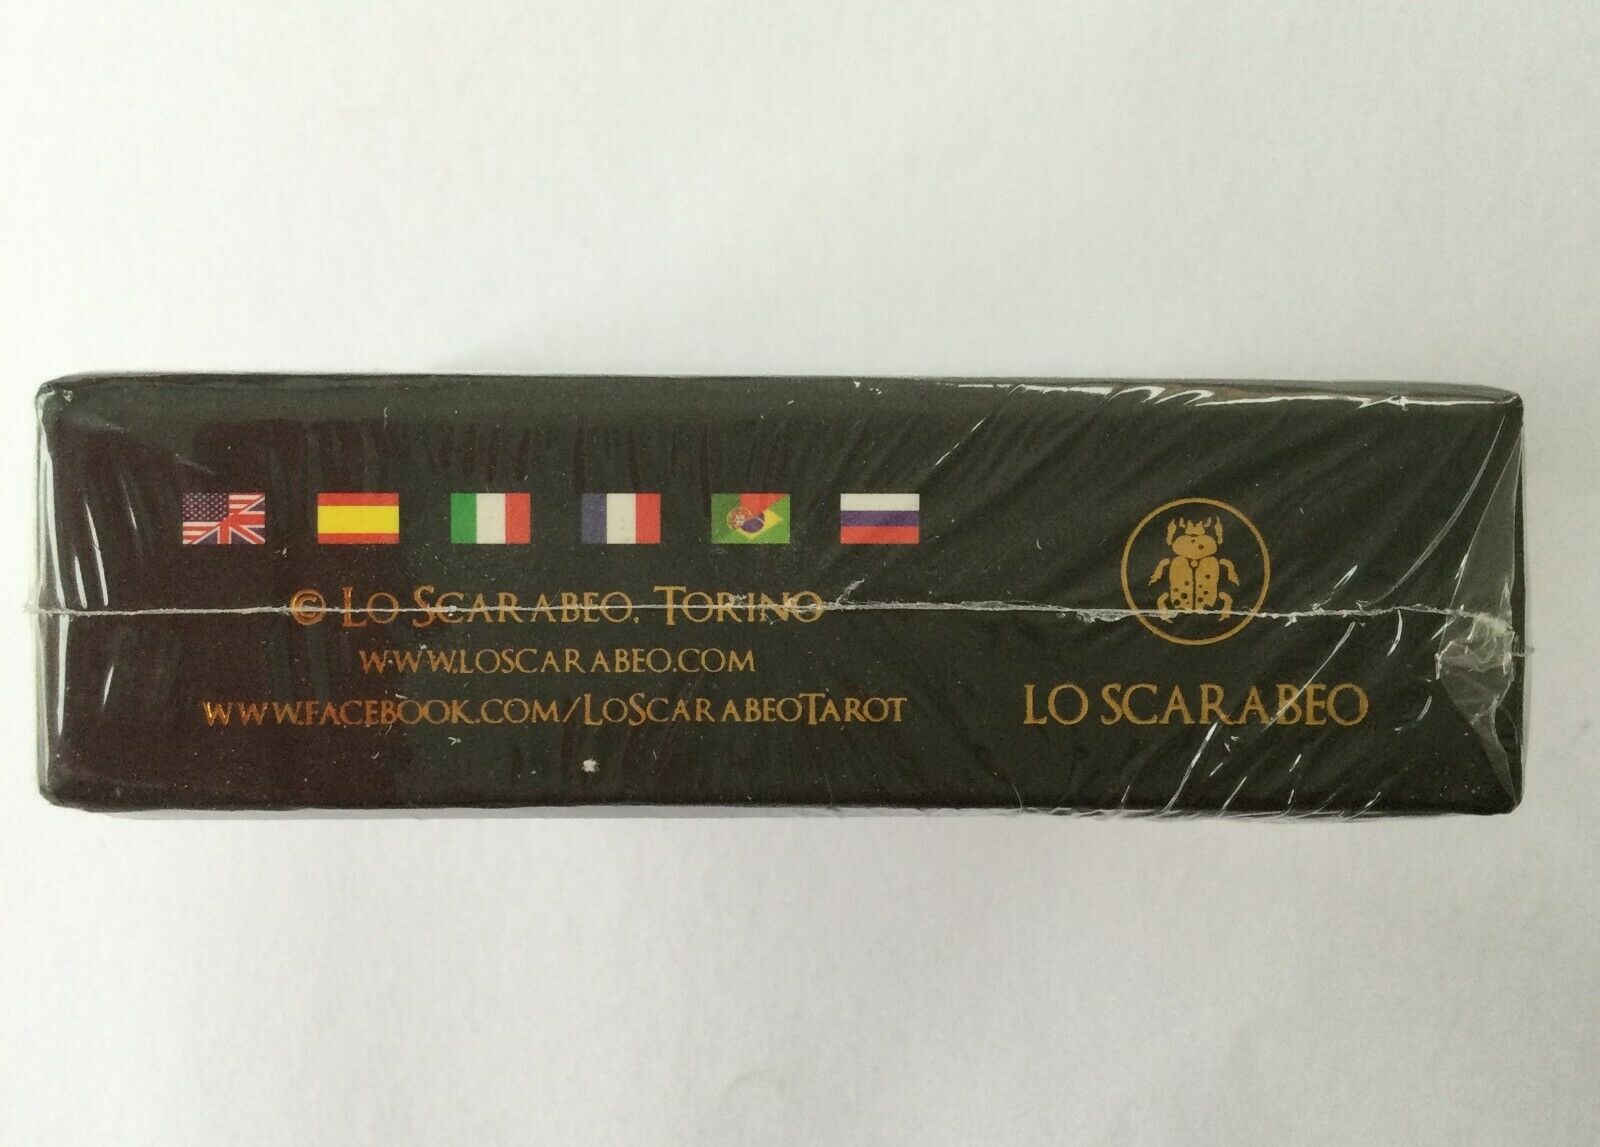 © Lo Scarabeo, Torino
www.loscarabeo.com
www.facebook.com/LoScarabeoTarot
LO SCARABEO